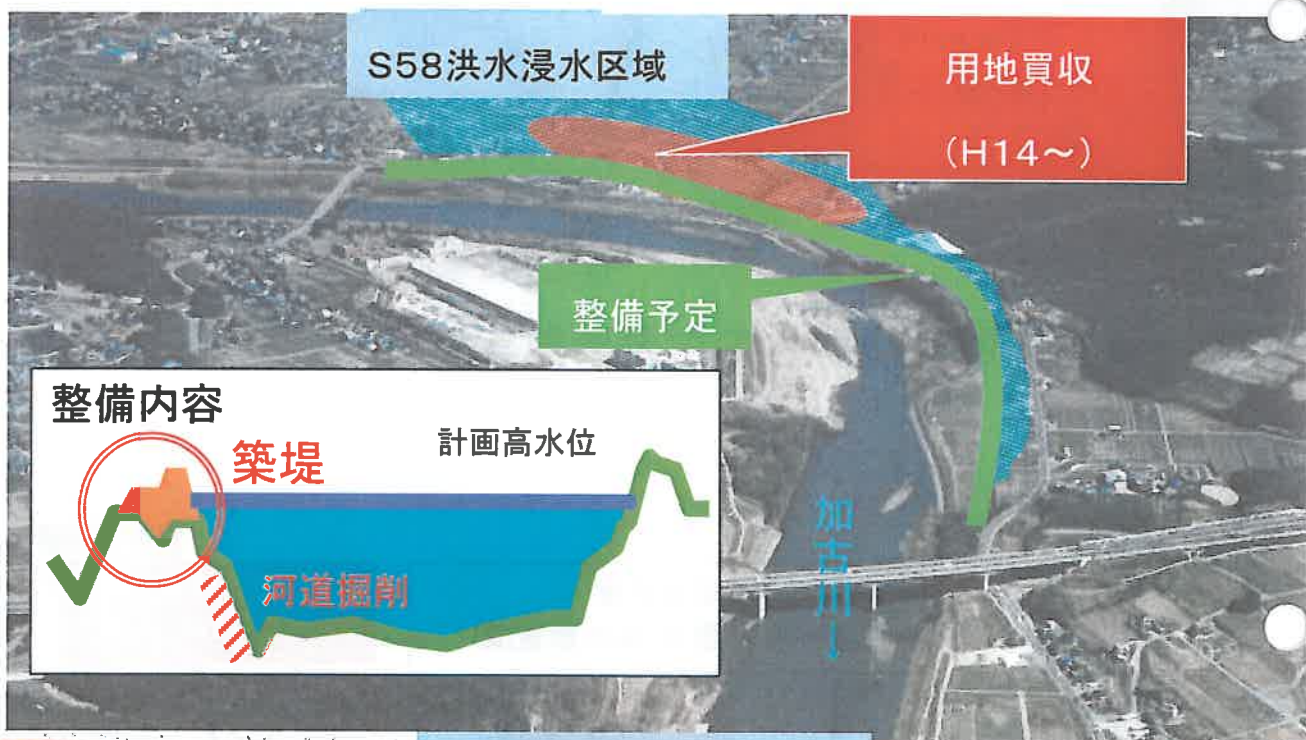 S58洪水浸水区域
用地買収
(H14~)
整備予定
整備内容
築堤
計画高水位
河道掘削
加古川→